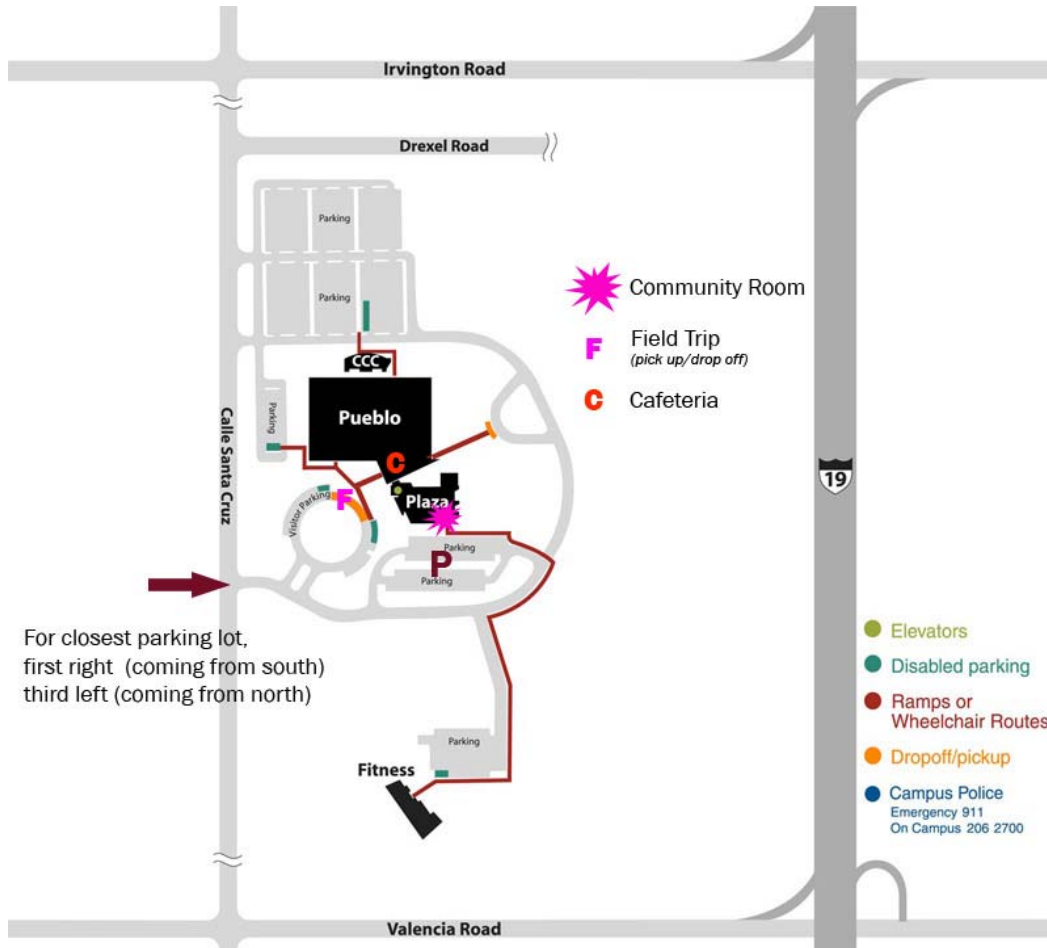 Irvington Road
Drexel Road
Parking
Parking
Community Room
F
Field Trip
(pick up/drop off)
C
Cafeteria
CCC
Parking
Pueblo
Calle Santa Cruz
C
19
Visitor Parking
F
Plaza
Parking
P
Parking
For closest parking lot,
first right (coming from south)
third left (coming from north)
Elevators
Disabled parking
Ramps or
Wheelchair Routes
Dropoff/pickup
Campus Police
Emergency 911
On Campus 206 2700
Parking
Fitness
Valencia Road